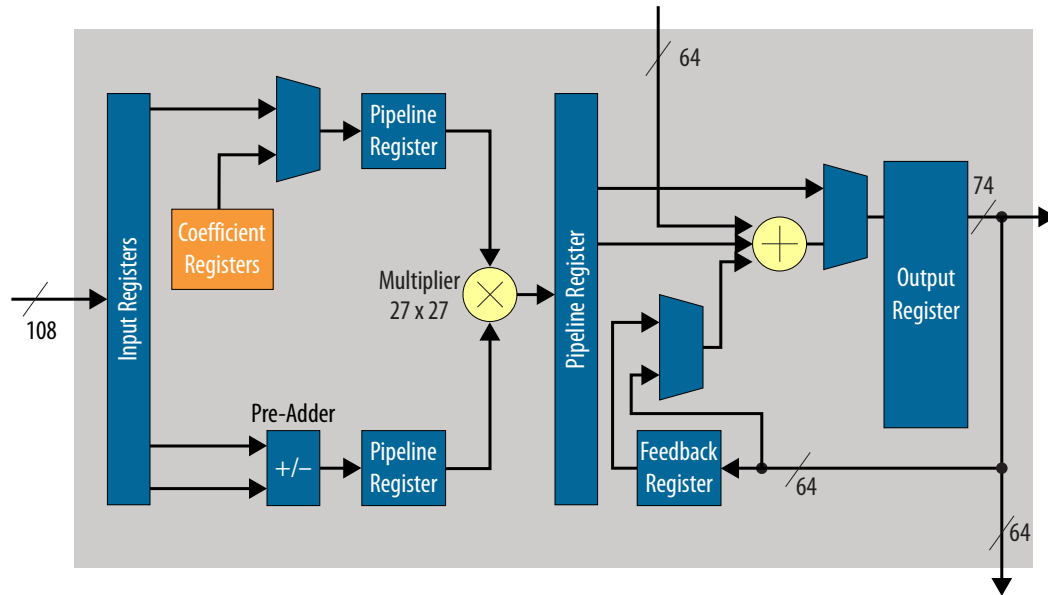 64
Pipeline
Register
74
Coefficient
Registers
Input Registers
Multiplier
27 x 27
Pipeline Register
Output
Register
108
Pre-Adder
+/−
Pipeline
Register
Feedback
Register
64
64